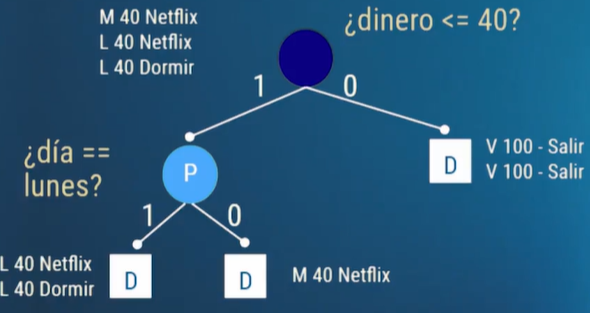 M 40 Netflix
L 40 Netflix
L 40 Dormir
¿dinero <= 40?
1
0
¿día ==
lunes?
P
D
V 100 - Salir
V 100 - Salir
1
0
L 40 Netflix
L 40 Dormir
D
D
M 40 Netflix